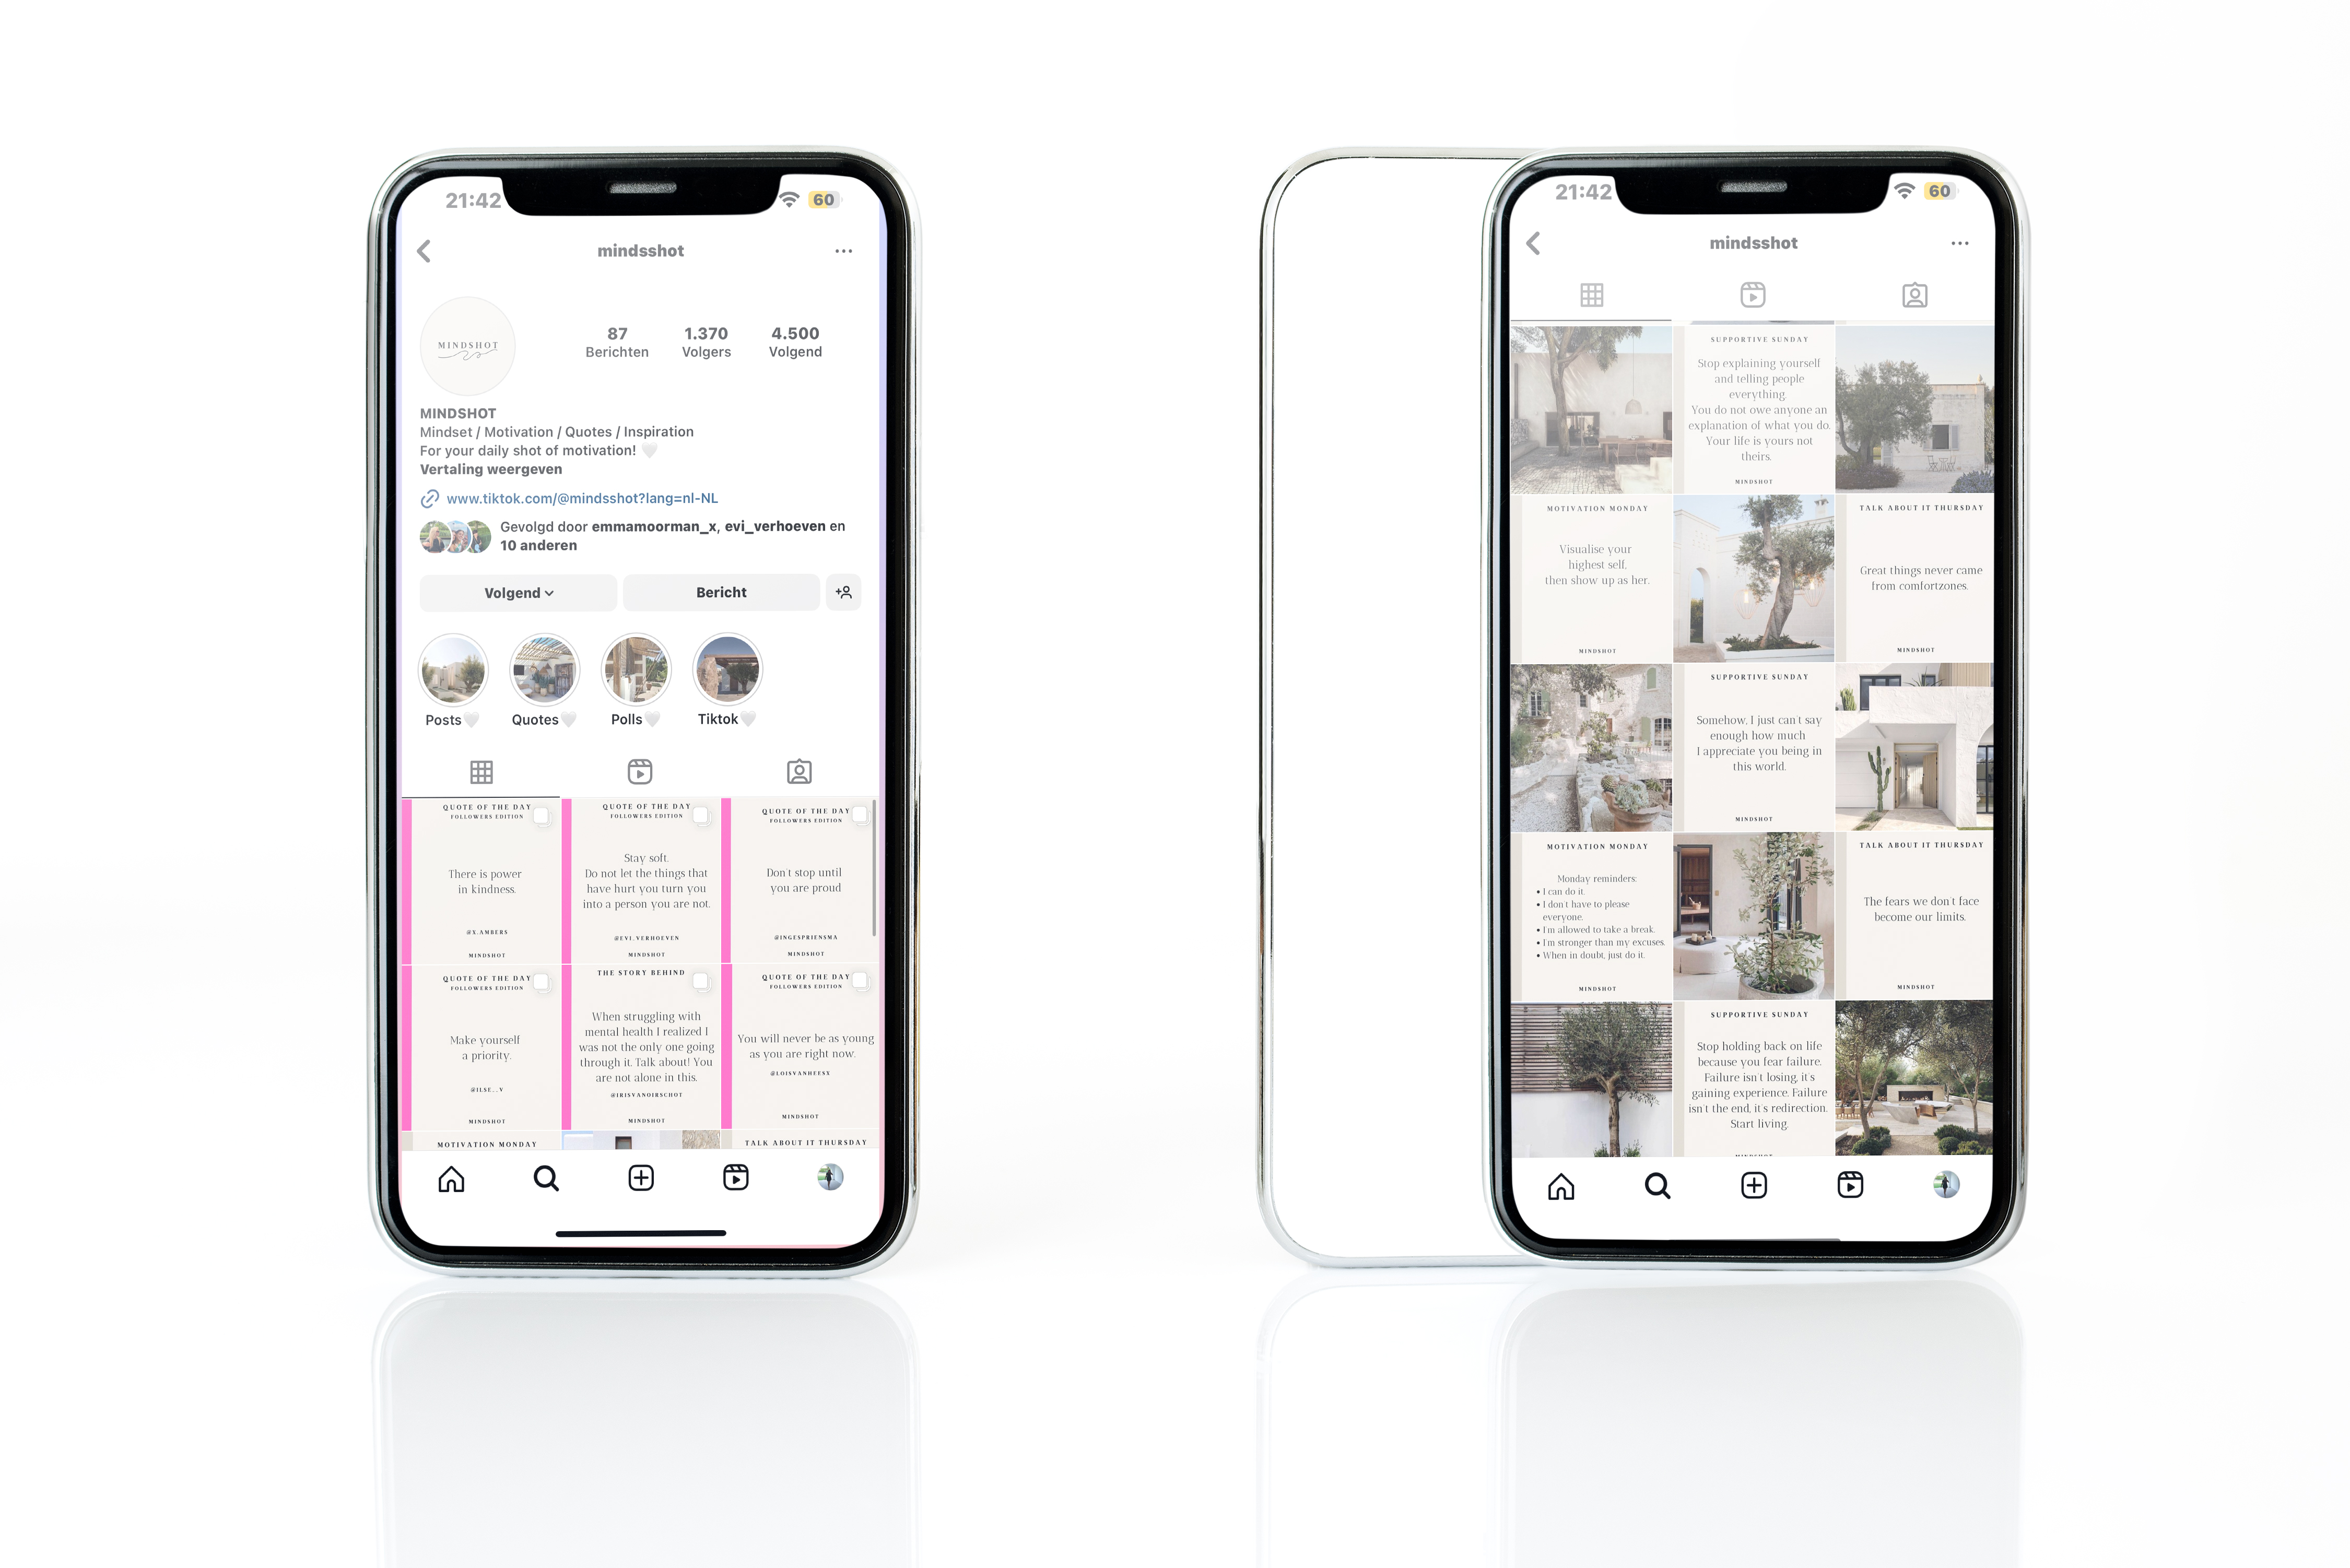 21:42
60
mindsshot
MINDSHOT
87
1.370
4.500
Berichten
Volgers
Volgend
MINDSHOT
Mindset / Motivation / Quotes / Inspiration
For your daily shot of motivation! 🤍
Vertaling weergeven
www.tiktok.com/@mindsshot?lang=nl-NL
Gevolgd door emmamoorman_x, evi_verhoeven en
10 anderen
Volgend
Bericht
Posts🤍
Quotes🤍
Polls🤍
Tiktok🤍
QUOTE OF THE DAY
FOLLOWERS EDITION
There is power
in kindness.
@X.AMBERS
MINDSHOT
QUOTE OF THE DAY
FOLLOWERS EDITION
Stay soft.
Do not let the things that
have hurt you turn you
into a person you are not.
@EVI_VERHOEVEN
MINDSHOT
QUOTE OF THE DAY
FOLLOWERS EDITION
Don't stop until
you are proud
@INGESPRIENSMA
MINDSHOT
QUOTE OF THE DAY
FOLLOWERS EDITION
Make yourself
a priority.
@ILSE._.V
MINDSHOT
THE STORY BEHIND
When struggling with
mental health I realized I
was not the only one going
through it. Talk about! You
are not alone in this.
@IRISVANOIRSCHOT
MINDSHOT
QUOTE OF THE DAY
FOLLOWERS EDITION
You will never be as young
as you are right now.
@LOISVANHEESX
MINDSHOT
MOTIVATION MONDAY
TALK ABOUT IT THURSDAY
21:42
60
mindsshot
SUPPORTIVE SUNDAY
Stop explaining yourself
and telling people
everything.
You do not owe anyone an
explanation of what you do.
Your life is yours not
theirs.
MINDSHOT
MOTIVATION MONDAY
Visualise your
highest self,
then show up as her.
MINDSHOT
TALK ABOUT IT THURSDAY
Great things never came
from comfortzones.
MINDSHOT
SUPPORTIVE SUNDAY
Somehow, I just can't say
enough how much
I appreciate you being in
this world.
MINDSHOT
MOTIVATION MONDAY
Monday reminders:
• I can do it.
• I don't have to please
everyone.
• I'm allowed to take a break.
• I'm stronger than my excuses.
• When in doubt, just do it.
MINDSHOT
TALK ABOUT IT THURSDAY
The fears we don't face
become our limits.
MINDSHOT
SUPPORTIVE SUNDAY
Stop holding back on life
because you fear failure.
Failure isn't losing, it's
gaining experience. Failure
isn't the end, it's redirection.
Start living.